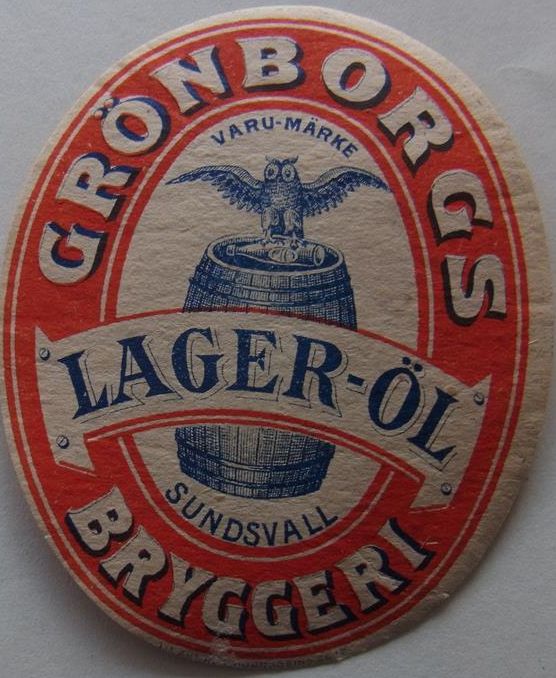 GRÖNBORGS
VARU-MÄRKE
LAGER-ÖL
SUNDSVALL
BRYGGERI